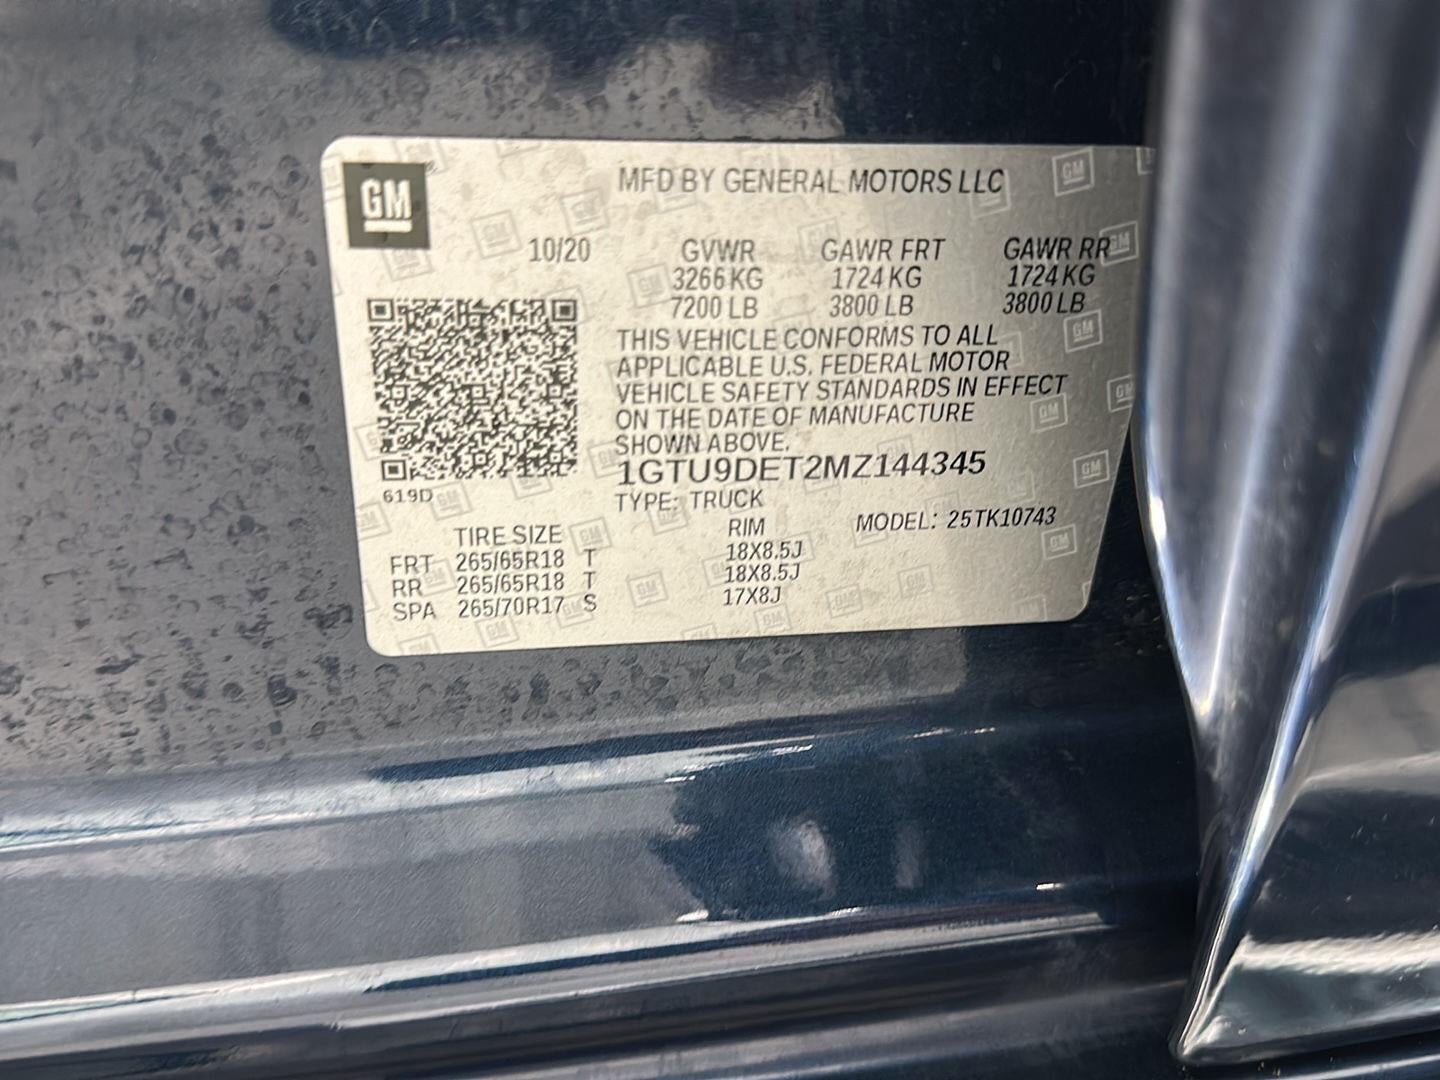 GM
MFD BY GENERAL MOTORS LLC
10/20 GVWR GAWR FRT GAWR RR
3266 KG 1724 KG 1724 KG
7200 LB 3800 LB 3800 LB
THIS VEHICLE CONFORMS TO ALL
APPLICABLE U.S. FEDERAL MOTOR
VEHICLE SAFETY STANDARDS IN EFFECT
ON THE DATE OF MANUFACTURE
SHOWN ABOVE.
1GTU9DET2MZ144345
619D
TYPE: TRUCK
MODEL: 25TK10743
TIRE SIZE RIM
FRT 265/65R18 T 18X8.5J
RR 265/65R18 T 18X8.5J
SPA 265/70R17 S 17X8J